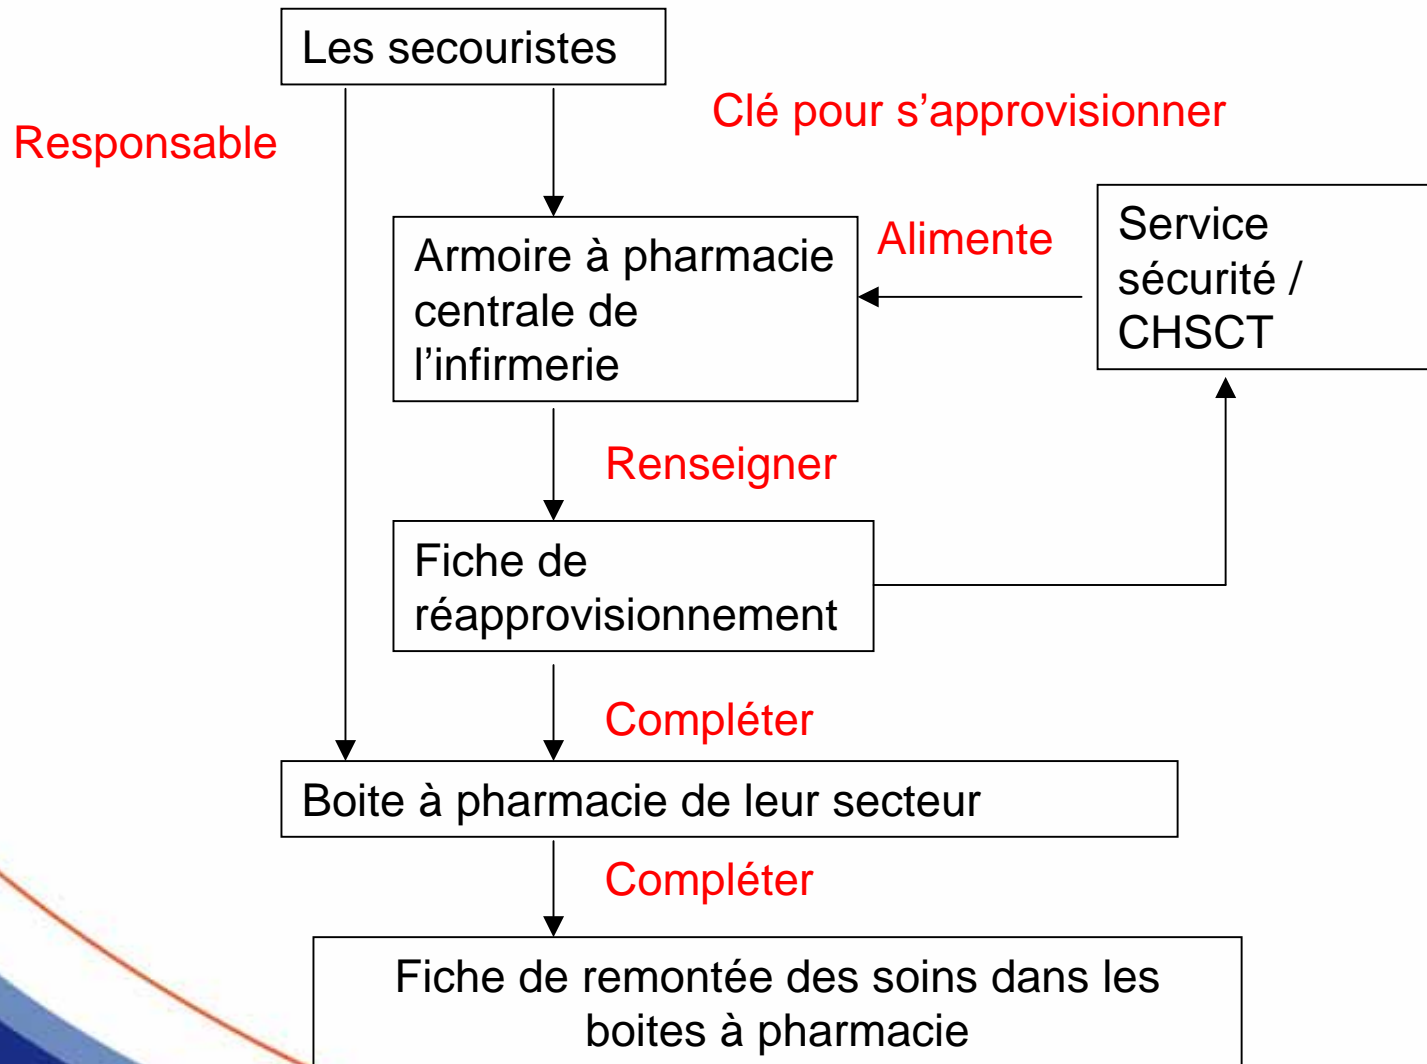 Les secouristes
Clé pour s’approvisionner
Responsable
Armoire à pharmacie
centrale de
l’infirmerie
Alimente
Service
sécurité /
CHSCT
Renseigner
Fiche de
réapprovisionnement
Compléter
Boite à pharmacie de leur secteur
Compléter
Fiche de remontée des soins dans les
boites à pharmacie